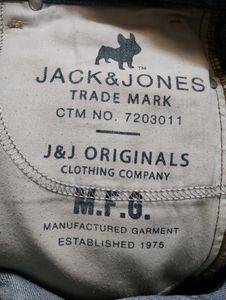 JACK&JONES
TRADE MARK
CTM NO. 7203011
J&J ORIGINALS
CLOTHING COMPANY
M.F.G.
MANUFACTURED GARMENT
ESTABLISHED 1975